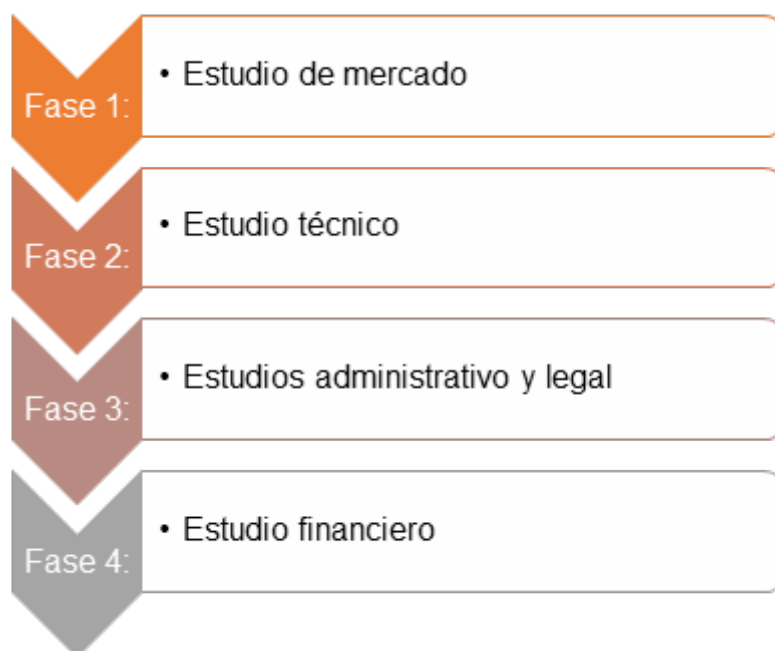 Fase 1:
• Estudio de mercado
Fase 2:
• Estudio técnico
Fase 3:
• Estudios administrativo y legal
Fase 4:
• Estudio financiero